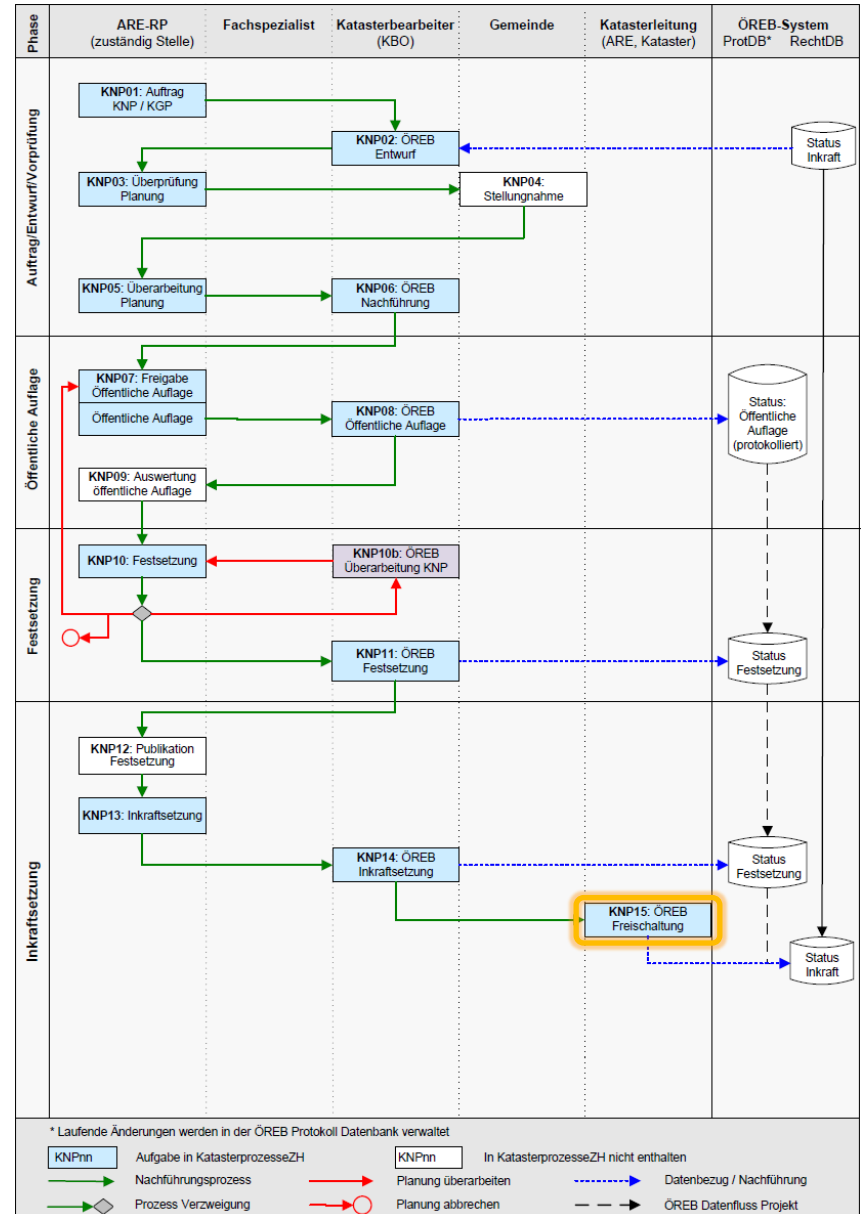 Phase
ARE-RP
(zuständig Stelle)
Fachspezialist
Katasterbearbeiter
(KBO)
Gemeinde
Katasterleitung
(ARE, Kataster)
ÖREB-System
ProtDB* RechtDB
Auftrag/Entwurf/Vorprüfung
KNP01: Auftrag
KNP / KGP
KNP02: ÖREB
Entwurf
Status
Inkraft
KNP03: Überprüfung
Planung
KNP04:
Stellungnahme
KNP05: Überarbeitung
Planung
KNP06: ÖREB
Nachführung
Öffentliche Auflage
KNP07: Freigabe
Öffentliche Auflage
Öffentliche Auflage
KNP08: ÖREB
Öffentliche Auflage
Status:
Öffentliche
Auflage
(protokolliert)
KNP09: Auswertung
öffentliche Auflage
Festsetzung
KNP10: Festsetzung
KNP10b: ÖREB
Überarbeitung KNP
KNP11: ÖREB
Festsetzung
Status
Festsetzung
Inkraftsetzung
KNP12: Publikation
Festsetzung
KNP13: Inkraftsetzung
KNP14: ÖREB
Inkraftsetzung
Status
Festsetzung
KNP15: ÖREB
Freischaltung
Status
Inkraft
* Laufende Änderungen werden in der ÖREB Protokoll Datenbank verwaltet
KNPnn Aufgabe in KatasterprozesseZH KNPnn In KatasterprozesseZH nicht enthalten
Nachführungsprozess Planung überarbeiten Datenbezug / Nachführung
Prozess Verzweigung Planung abbrechen ÖREB Datenfluss Projekt